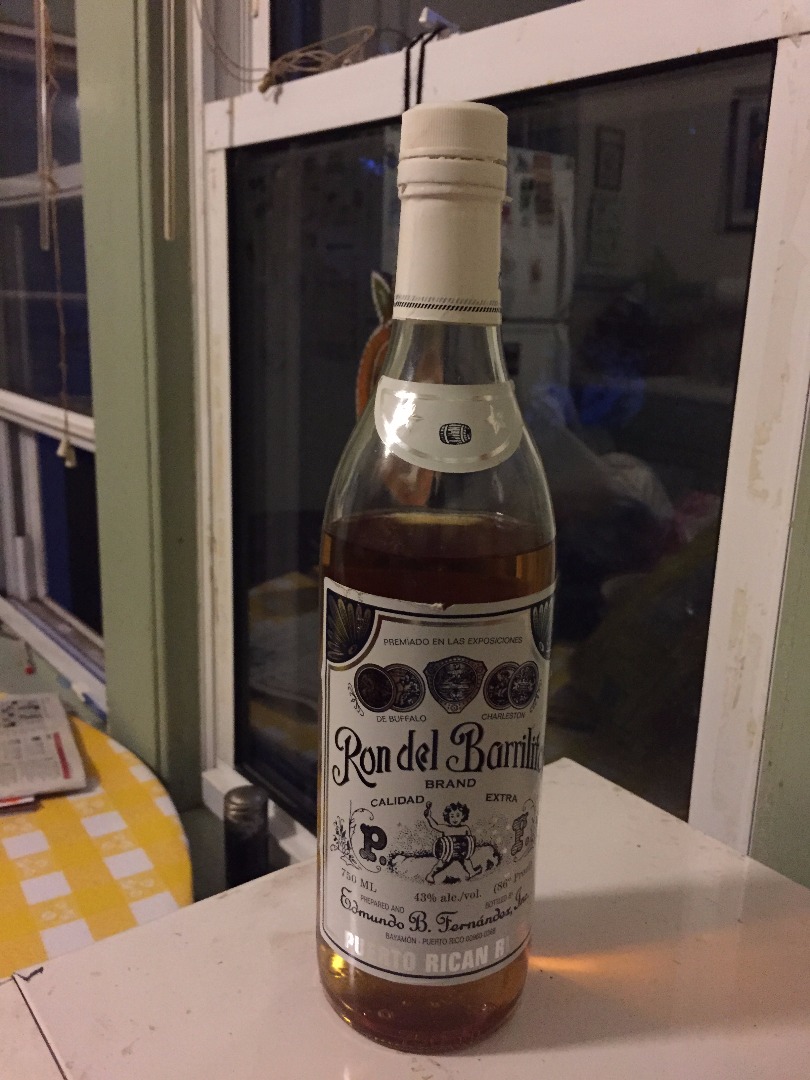 PREMIADO EN LAS EXPOSICIONES
DE BUFFALO CHARLESTON
Ron del Barrilit
BRAND
CALIDAD EXTRA
P. R.
750 ML 43% alc./vol. (86° Proof
PREPARED AND BOTTLED BY
Edmundo B. Fernández, Inc.
BAYAMÓN - PUERTO RICO
PUERTO RICAN R